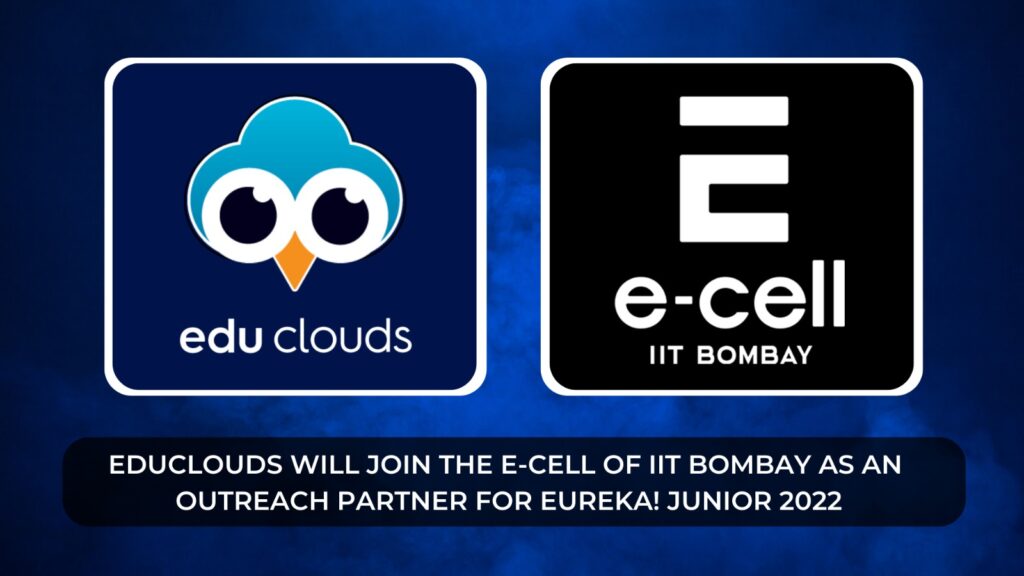 edu clouds
e-cell
IIT BOMBAY
EDUCLOUDS WILL JOIN THE E-CELL OF IIT BOMBAY AS AN
OUTREACH PARTNER FOR EUREKA! JUNIOR 2022